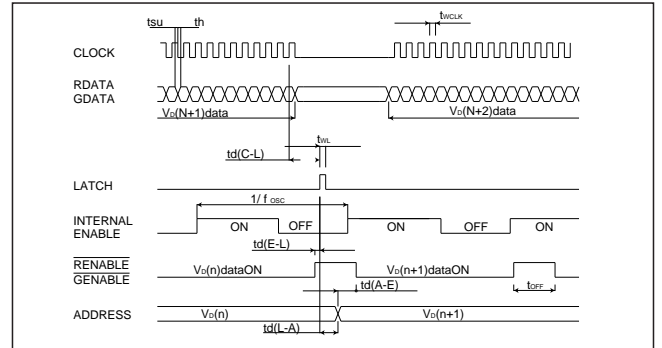 tsu th tWCLK
CLOCK
RDATA
GDATA
VD(N+1)data VD(N+2)data
tWL
td(C-L)
LATCH
1/ f OSC
INTERNAL
ENABLE
ON OFF ON OFF ON
td(E-L)
RENABLE
GENABLE
VD(n)dataON VD(n+1)dataON tOFF
td(A-E)
ADDRESS VD(n) VD(n+1)
td(L-A)